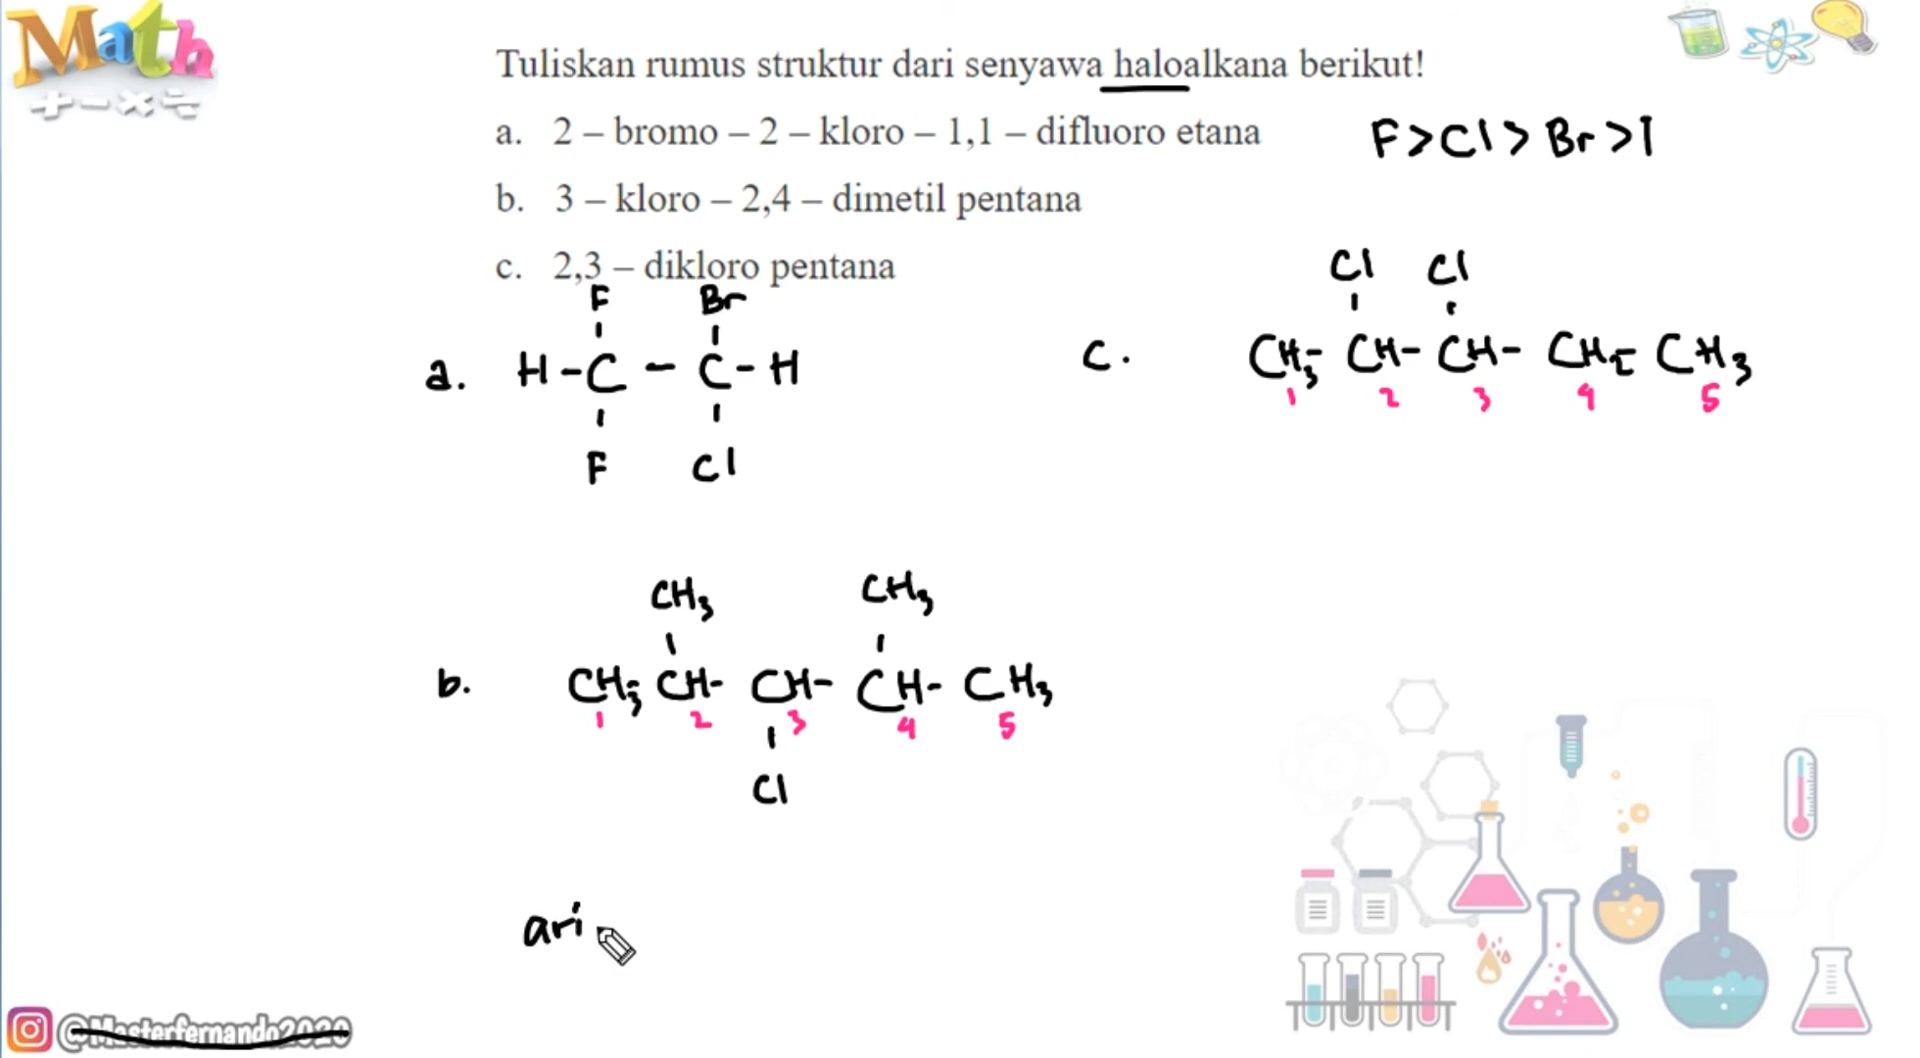 Math
+ − × ÷
Tuliskan rumus struktur dari senyawa haloalkana berikut!
a. 2 – bromo – 2 – kloro – 1,1 – difluoro etana
F > Cl > Br > I
b. 3 – kloro – 2,4 – dimetil pentana
c. 2,3 – dikloro pentana
F Br
a. H - C - C - H
F Cl
Cl Cl
c. CH3 - CH - CH - CH2 - CH3
1 2 3 4 5
CH3 CH3
b. CH3 - CH - CH - CH - CH3
1 2 3 4 5
Cl
ari
@Masterfernando2020